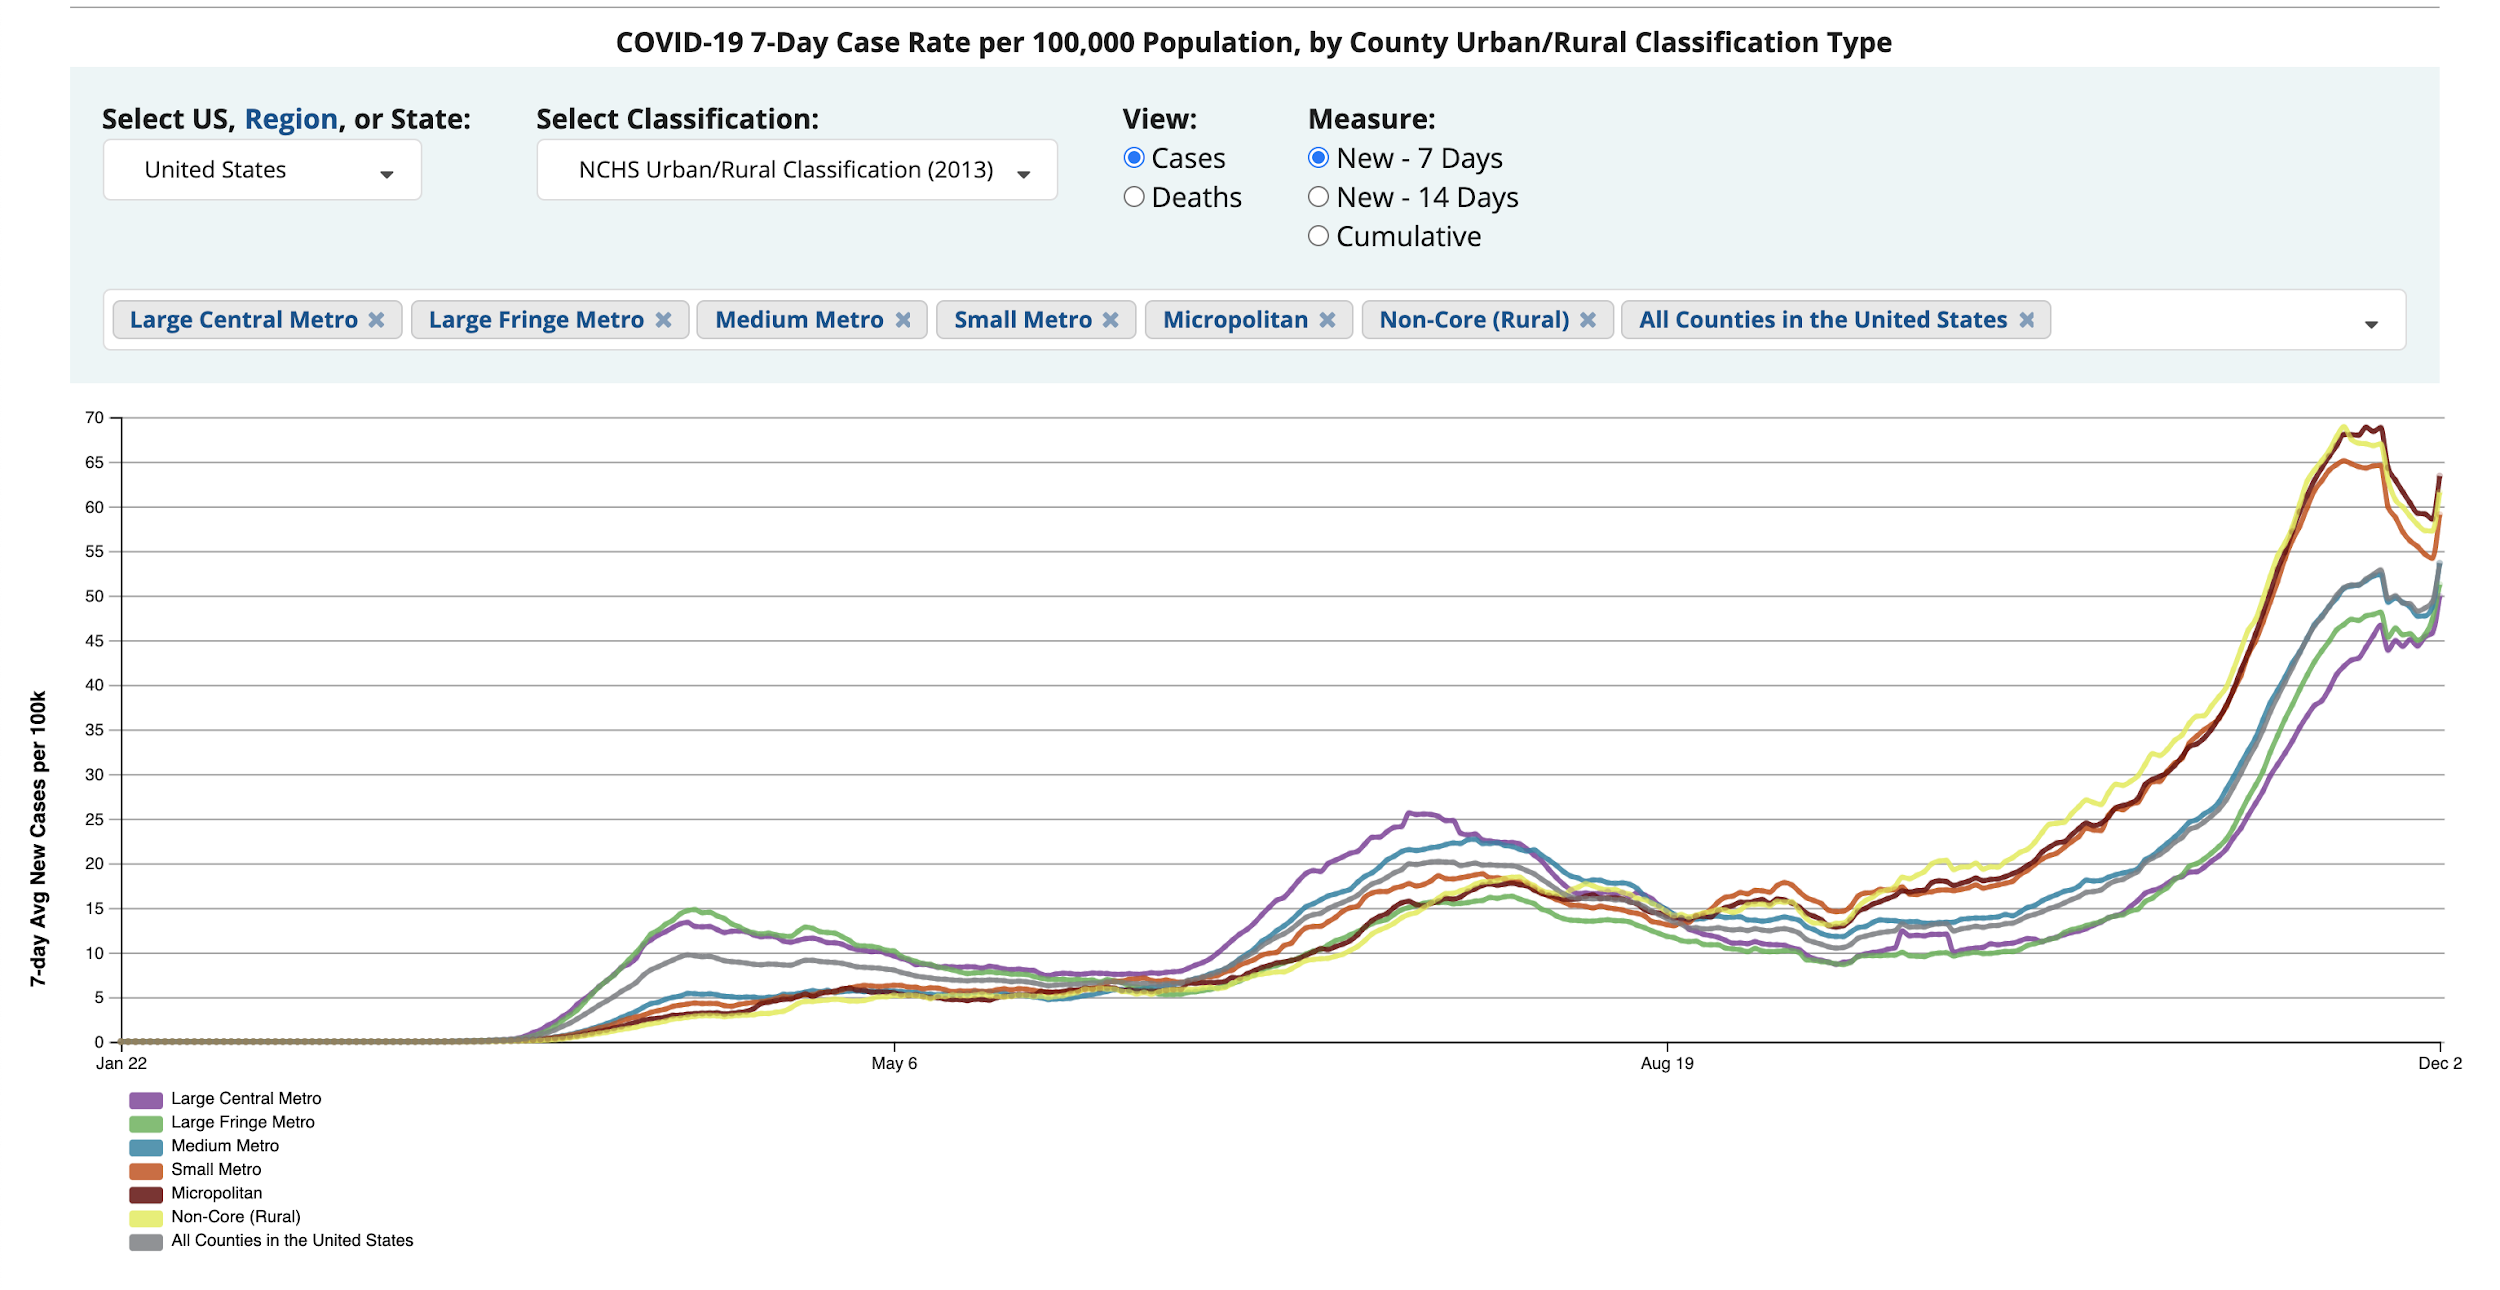 COVID-19 7-Day Case Rate per 100,000 Population, by County Urban/Rural Classification Type
Select US, Region, or State:
United States
Select Classification:
NCHS Urban/Rural Classification (2013)
View:
Cases
Deaths
Measure:
New - 7 Days
New - 14 Days
Cumulative
Large Central Metro
Large Fringe Metro
Medium Metro
Small Metro
Micropolitan
Non-Core (Rural)
All Counties in the United States
7-day Avg New Cases per 100k
70
65
60
55
50
45
40
35
30
25
20
15
10
5
0
Jan 22
May 6
Aug 19
Dec 2
Large Central Metro
Large Fringe Metro
Medium Metro
Small Metro
Micropolitan
Non-Core (Rural)
All Counties in the United States